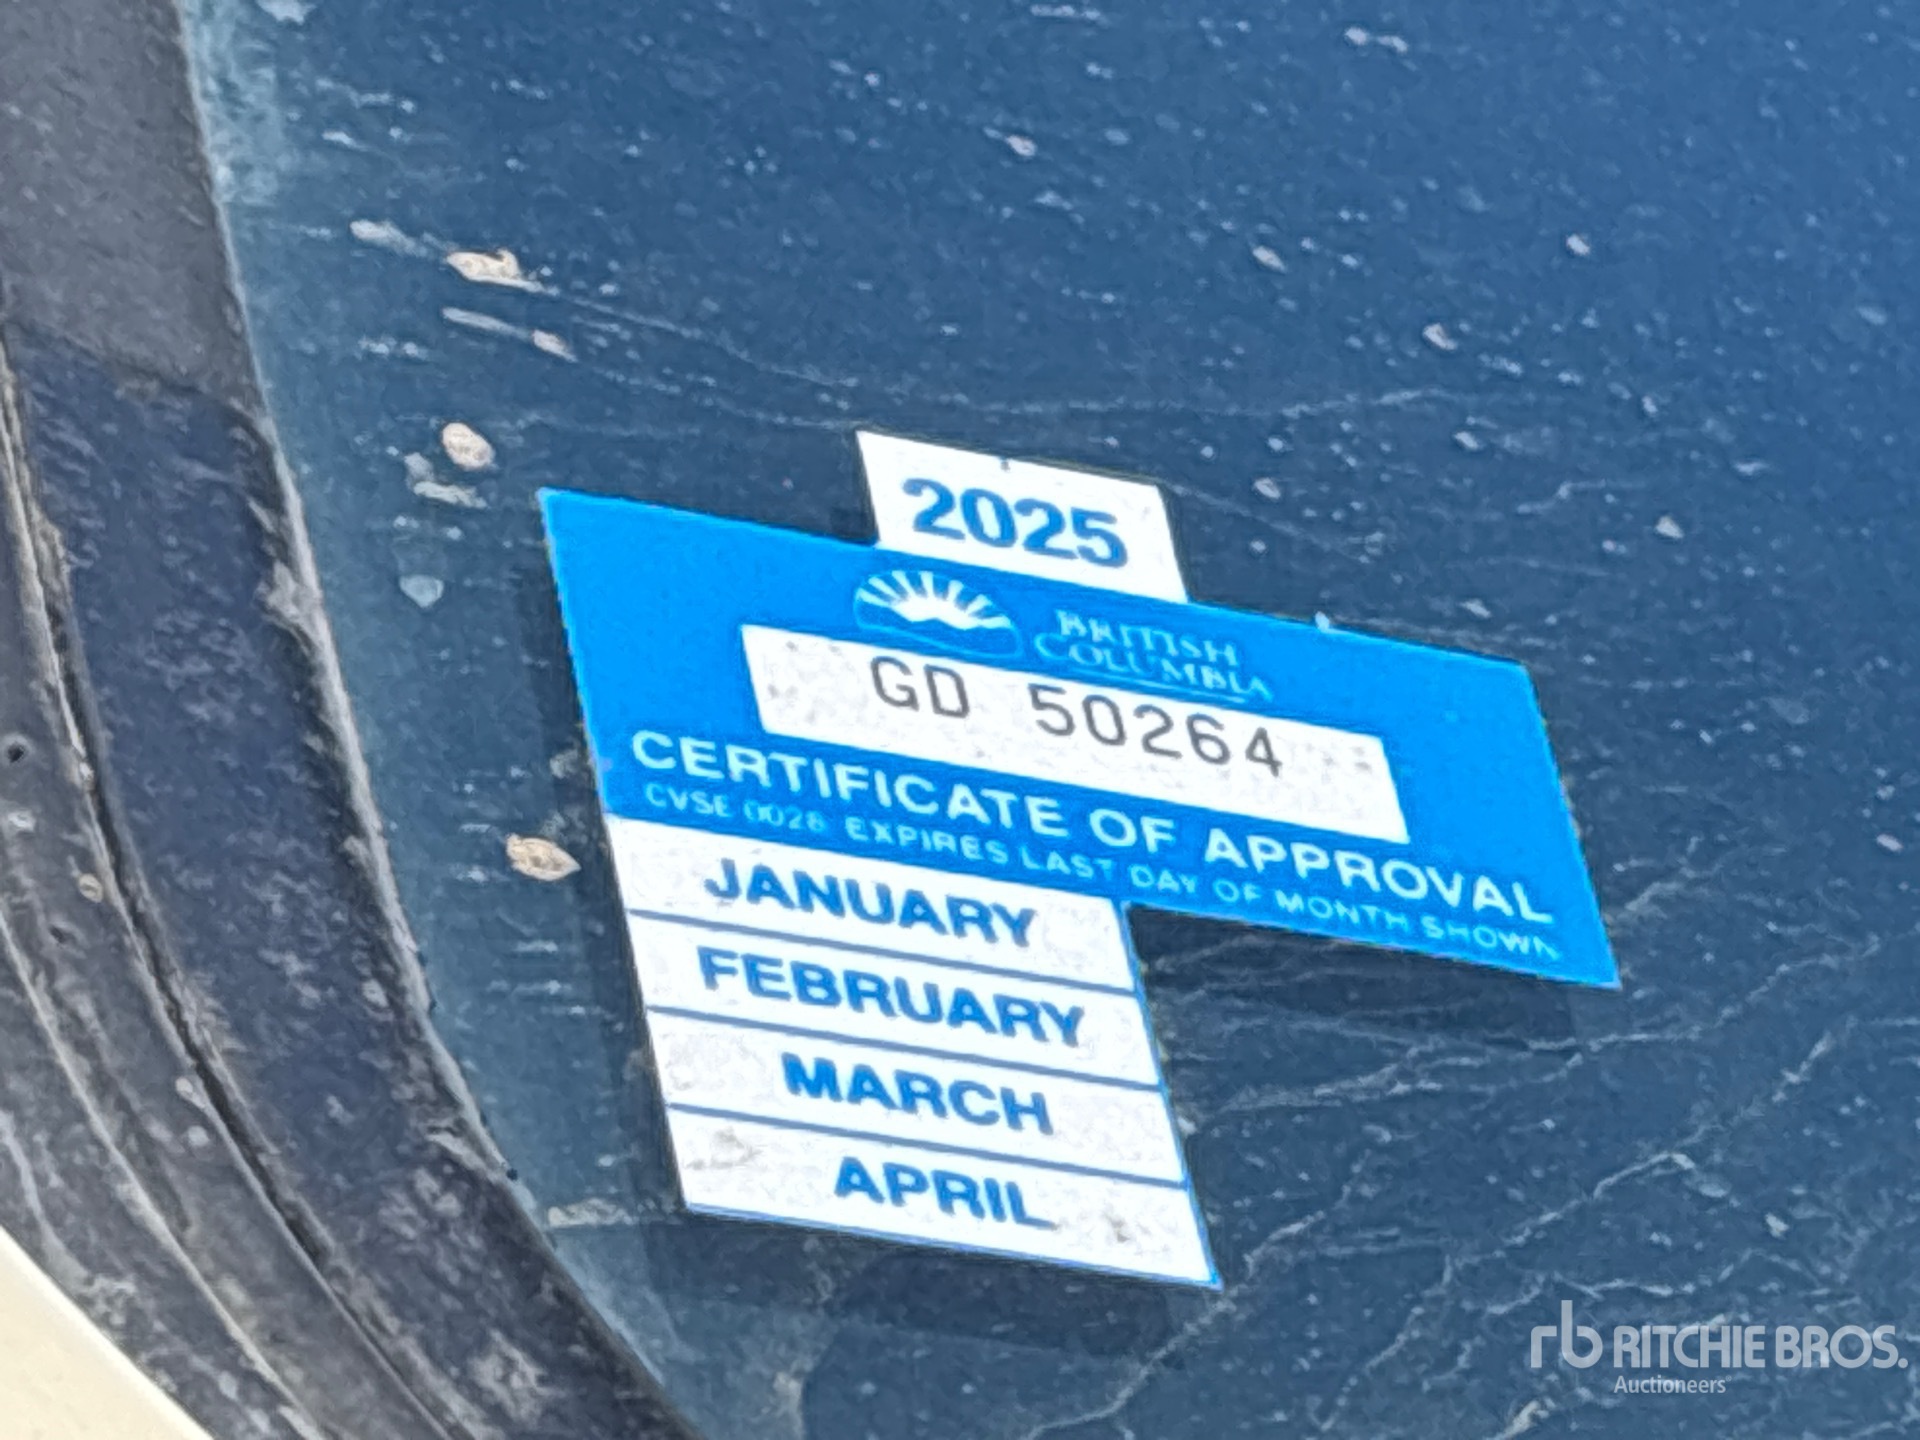 2025
BRITISH
COLUMBIA
GD 50264
CERTIFICATE OF APPROVAL
CVSE 0028 EXPIRES LAST DAY OF MONTH SHOWN
JANUARY
FEBRUARY
MARCH
APRIL
rb RITCHIE BROS.
Auctioneers